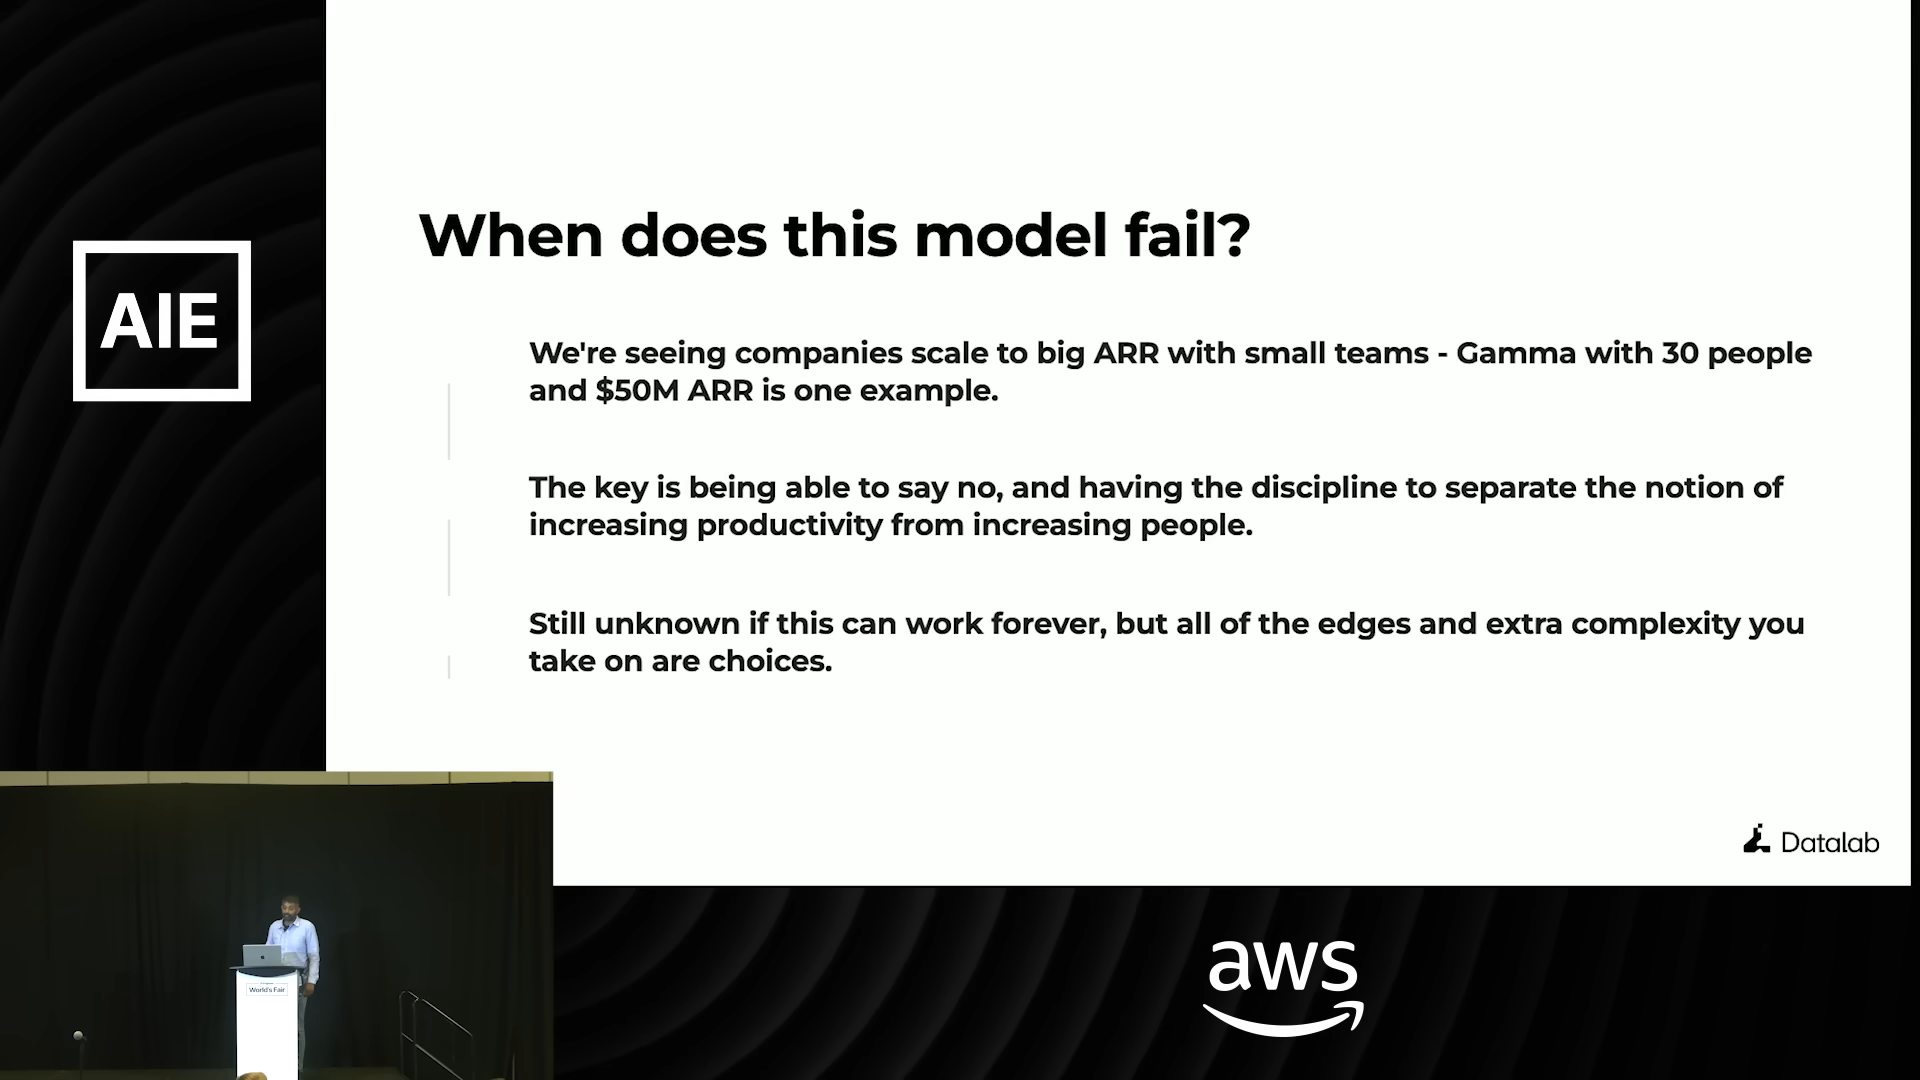 AIE
When does this model fail?
We're seeing companies scale to big ARR with small teams - Gamma with 30 people
and $50M ARR is one example.
The key is being able to say no, and having the discipline to separate the notion of
increasing productivity from increasing people.
Still unknown if this can work forever, but all of the edges and extra complexity you
take on are choices.
Datalab
World's Fair
aws